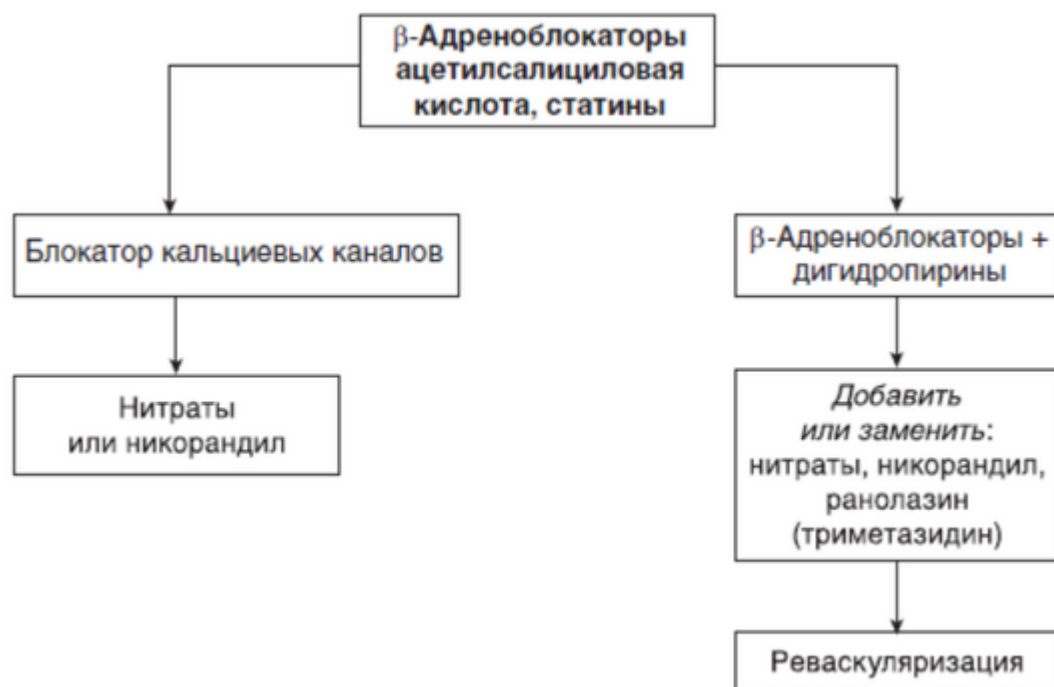 β-Адреноблокаторы
ацетилсалициловая
кислота, статины
Блокатор кальциевых каналов
β-Адреноблокаторы +
дигидропирины
Нитраты
или никорандил
Добавить
или заменить:
нитраты, никорандил,
ранолазин
(триметазидин)
Реваскуляризация